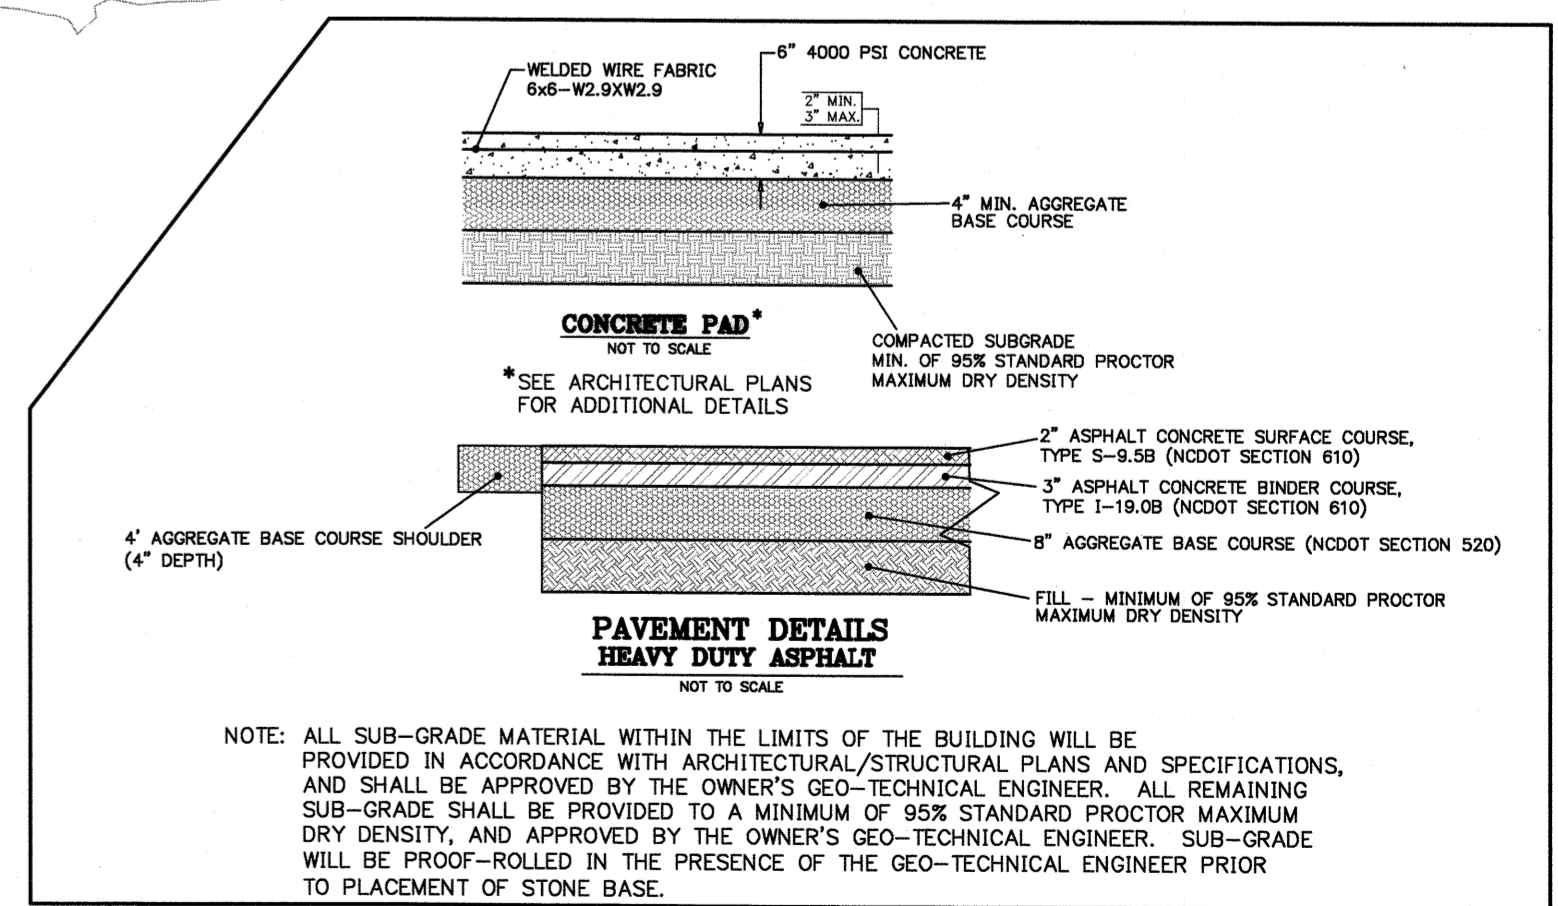 6" 4000 PSI CONCRETE
WELDED WIRE FABRIC
6x6-W2.9XW2.9
2" MIN.
3" MAX.
4" MIN. AGGREGATE
BASE COURSE
CONCRETE PAD*
NOT TO SCALE
COMPACTED SUBGRADE
MIN. OF 95% STANDARD PROCTOR
MAXIMUM DRY DENSITY
*SEE ARCHITECTURAL PLANS
FOR ADDITIONAL DETAILS
2" ASPHALT CONCRETE SURFACE COURSE,
TYPE S-9.5B (NCDOT SECTION 610)
3" ASPHALT CONCRETE BINDER COURSE,
TYPE I-19.0B (NCDOT SECTION 610)
4' AGGREGATE BASE COURSE SHOULDER
(4" DEPTH)
8" AGGREGATE BASE COURSE (NCDOT SECTION 520)
FILL - MINIMUM OF 95% STANDARD PROCTOR
MAXIMUM DRY DENSITY
PAVEMENT DETAILS
HEAVY DUTY ASPHALT
NOT TO SCALE
NOTE: ALL SUB-GRADE MATERIAL WITHIN THE LIMITS OF THE BUILDING WILL BE
PROVIDED IN ACCORDANCE WITH ARCHITECTURAL/STRUCTURAL PLANS AND SPECIFICATIONS,
AND SHALL BE APPROVED BY THE OWNER'S GEO-TECHNICAL ENGINEER. ALL REMAINING
SUB-GRADE SHALL BE PROVIDED TO A MINIMUM OF 95% STANDARD PROCTOR MAXIMUM
DRY DENSITY, AND APPROVED BY THE OWNER'S GEO-TECHNICAL ENGINEER. SUB-GRADE
WILL BE PROOF-ROLLED IN THE PRESENCE OF THE GEO-TECHNICAL ENGINEER PRIOR
TO PLACEMENT OF STONE BASE.